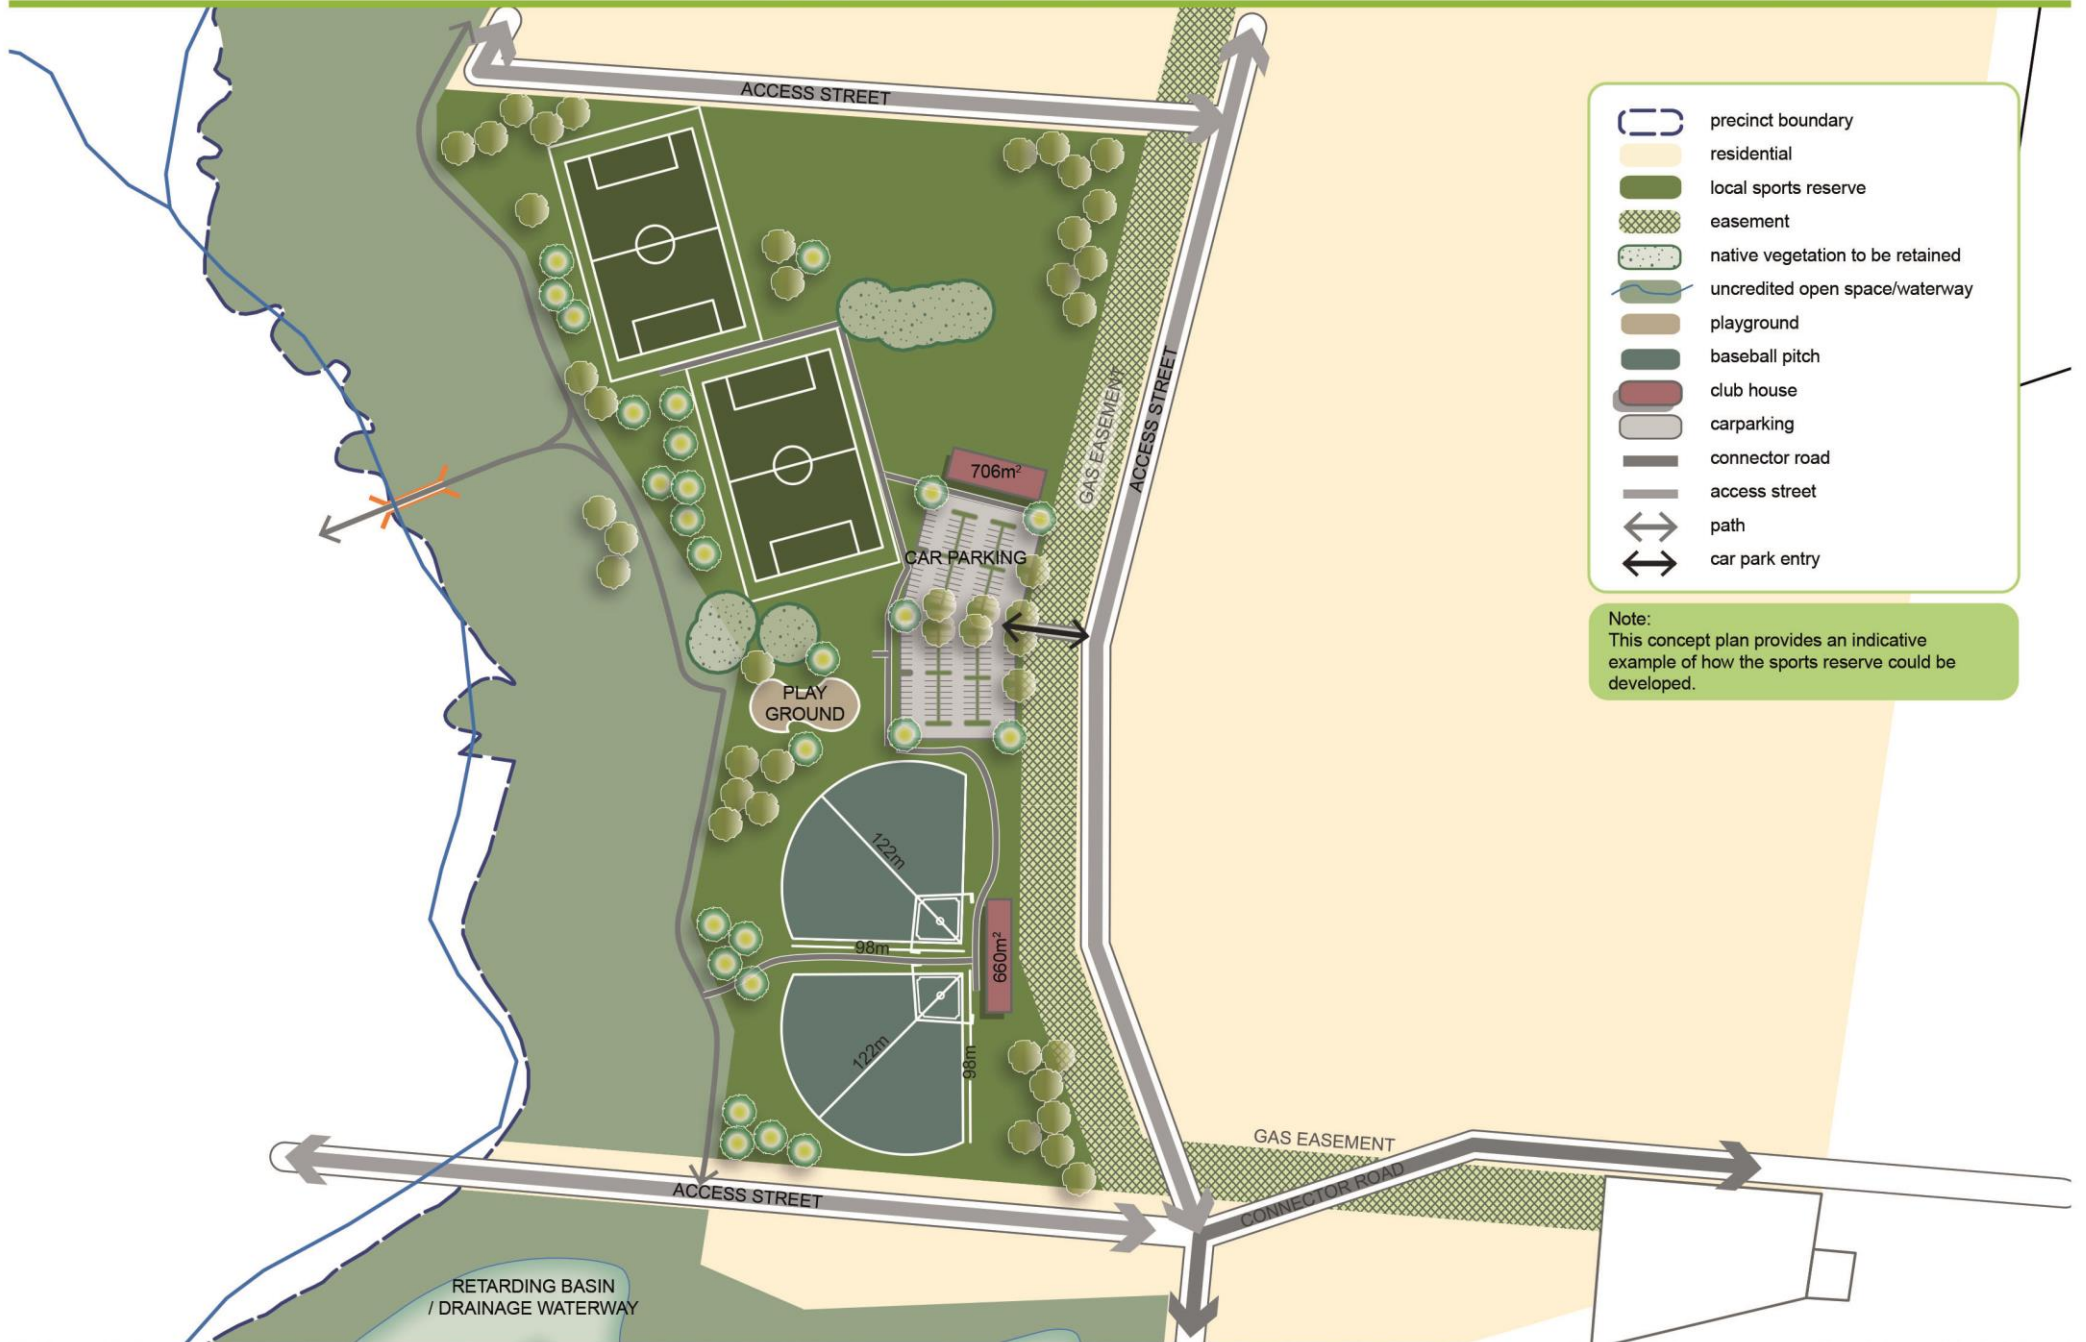 ACCESS STREET
precinct boundary
residential
local sports reserve
easement
native vegetation to be retained
uncredited open space/waterway
playground
baseball pitch
club house
carparking
connector road
access street
path
car park entry
Note:
This concept plan provides an indicative
example of how the sports reserve could be
developed.
GAS EASEMENT
ACCESS STREET
706m²
CAR PARKING
PLAY
GROUND
122m
98m
660m²
122m
98m
GAS EASEMENT
CONNECTOR ROAD
ACCESS STREET
RETARDING BASIN
/ DRAINAGE WATERWAY